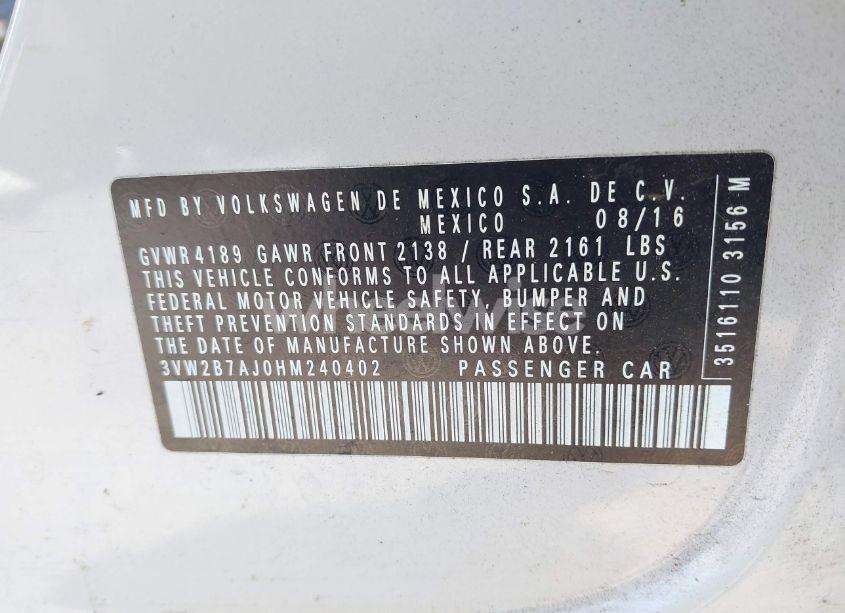 MFD BY VOLKSWAGEN DE MEXICO S.A. DE C.V.
MEXICO 08/16
GVWR 4189 GAWR FRONT 2138 / REAR 2161 LBS
THIS VEHICLE CONFORMS TO ALL APPLICABLE U.S.
FEDERAL MOTOR VEHICLE SAFETY, BUMPER AND
THEFT PREVENTION STANDARDS IN EFFECT ON
THE DATE OF MANUFACTURE SHOWN ABOVE.
3VW2B7AJ0HM240402 PASSENGER CAR
3516110 3156 M